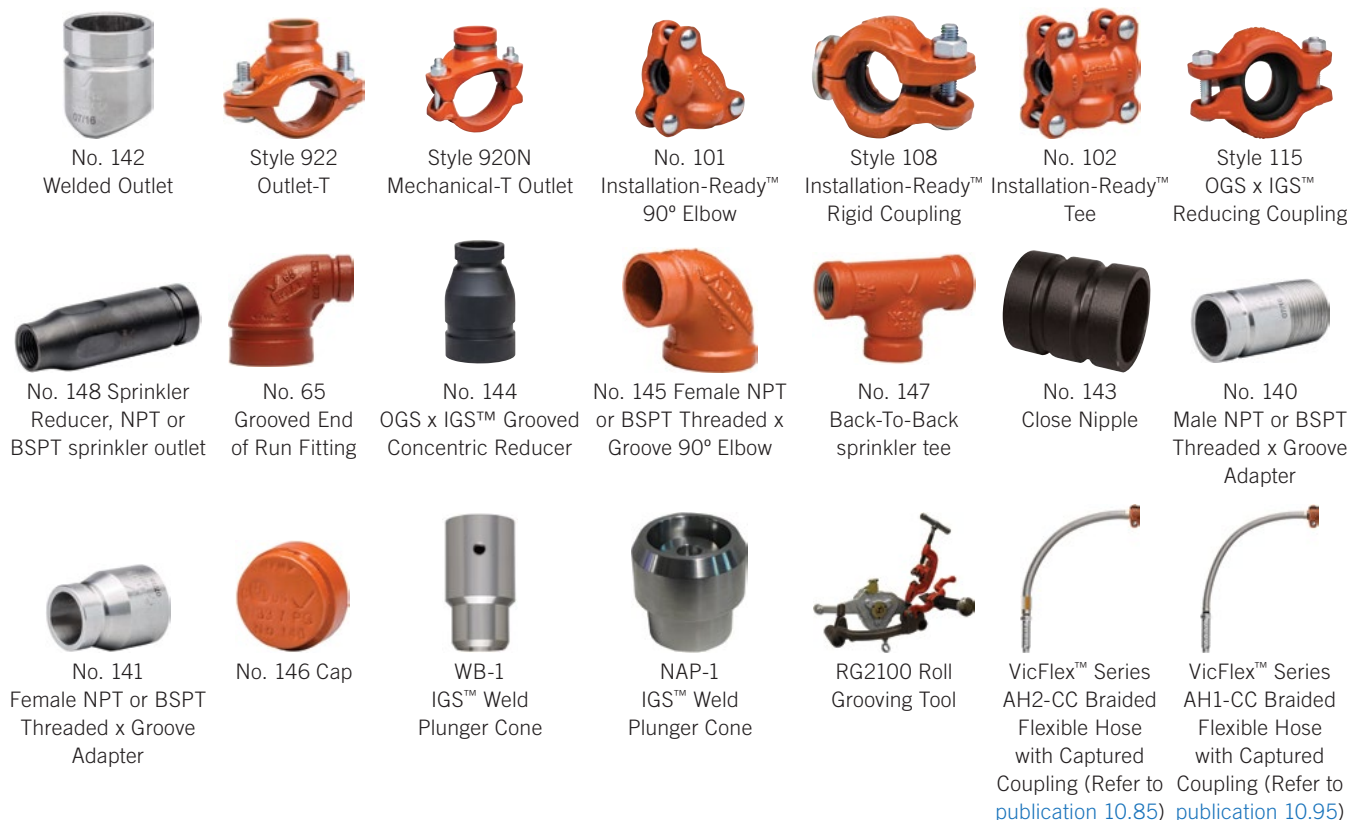 No. 142
Welded Outlet
Style 922
Outlet-T
Style 920N
Mechanical-T Outlet
No. 101
Installation-Ready™
90º Elbow
Style 108
Installation-Ready™
Rigid Coupling
No. 102
Installation-Ready™
Tee
Style 115
OGS x IGS™
Reducing Coupling
No. 148 Sprinkler
Reducer, NPT or
BSPT sprinkler outlet
No. 65
Grooved End
of Run Fitting
No. 144
OGS x IGS™ Grooved
Concentric Reducer
No. 145 Female NPT
or BSPT Threaded x
Groove 90º Elbow
No. 147
Back-To-Back
sprinkler tee
No. 143
Close Nipple
No. 140
Male NPT or BSPT
Threaded x Groove
Adapter
No. 141
Female NPT or BSPT
Threaded x Groove
Adapter
No. 146 Cap
WB-1
IGS™ Weld
Plunger Cone
NAP-1
IGS™ Weld
Plunger Cone
RG2100 Roll
Grooving Tool
VicFlex™ Series
AH2-CC Braided
Flexible Hose
with Captured
Coupling (Refer to
publication 10.85)
VicFlex™ Series
AH1-CC Braided
Flexible Hose
with Captured
Coupling (Refer to
publication 10.95)
07/16